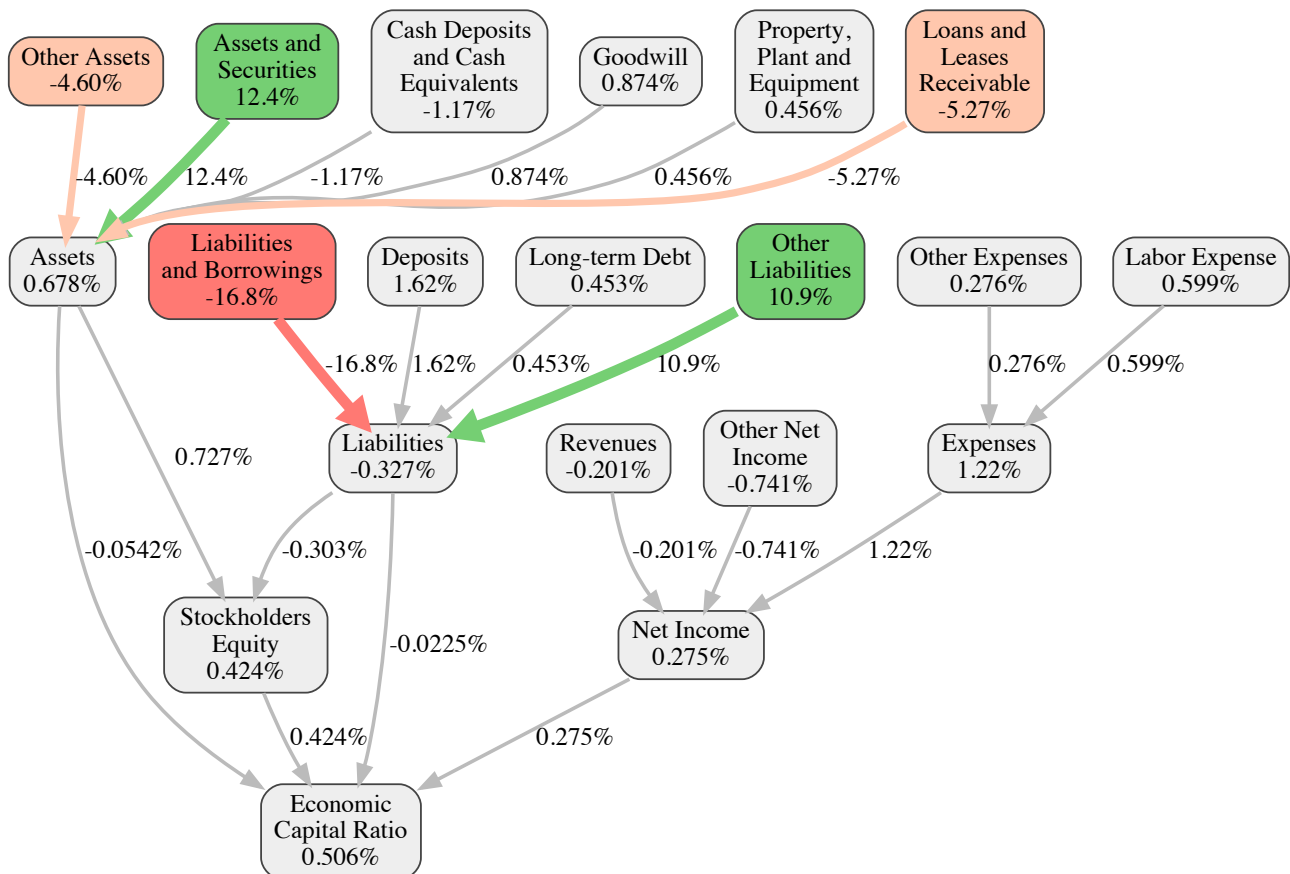 Other Assets
-4.60%
Assets and
Securities
12.4%
Cash Deposits
and Cash
Equivalents
-1.17%
Goodwill
0.874%
Property,
Plant and
Equipment
0.456%
Loans and
Leases
Receivable
-5.27%
-4.60%
12.4%
-1.17%
0.874%
0.456%
-5.27%
Assets
0.678%
Liabilities
and Borrowings
-16.8%
Deposits
1.62%
Long-term Debt
0.453%
Other
Liabilities
10.9%
Other Expenses
0.276%
Labor Expense
0.599%
-16.8%
1.62%
0.453%
10.9%
0.276%
0.599%
Liabilities
-0.327%
Revenues
-0.201%
Other Net
Income
-0.741%
Expenses
1.22%
0.727%
-0.0542%
-0.303%
-0.201%
-0.741%
1.22%
Stockholders
Equity
0.424%
-0.0225%
Net Income
0.275%
0.424%
0.275%
Economic
Capital Ratio
0.506%